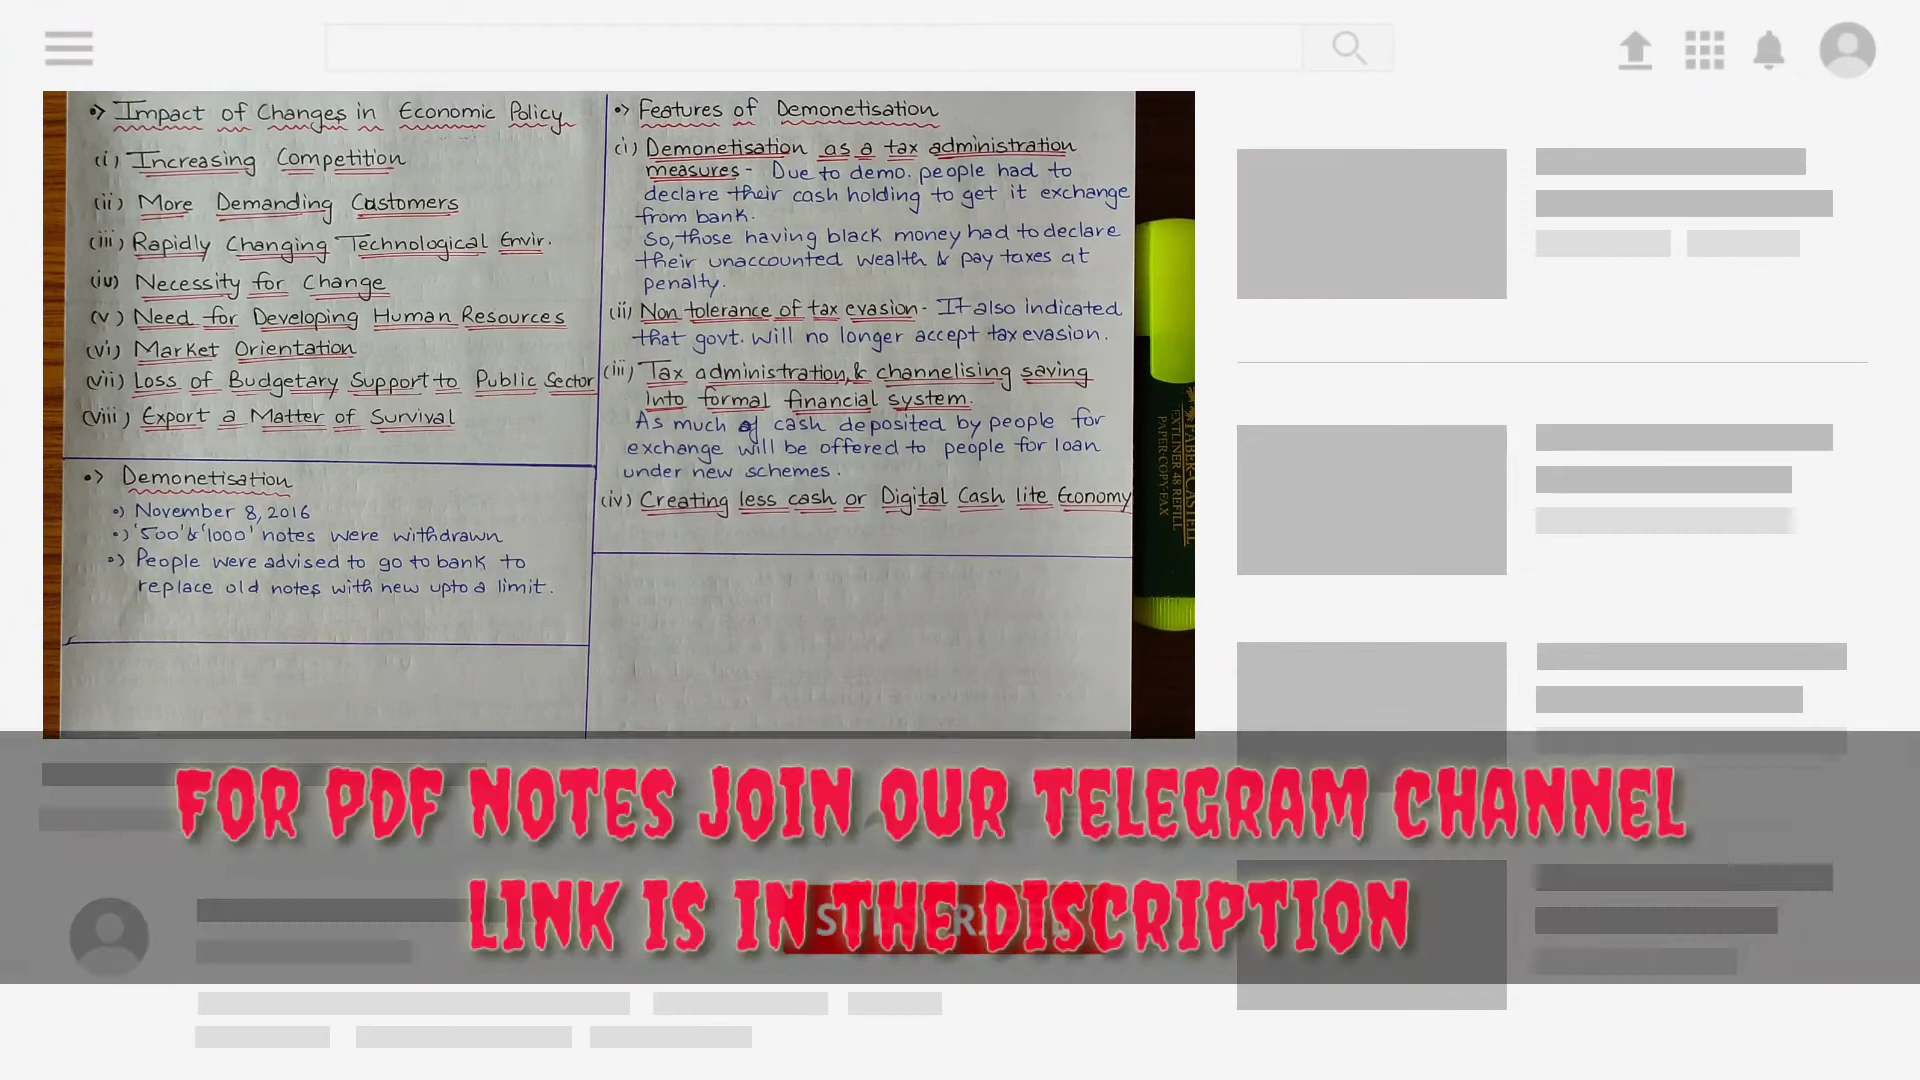 •> Impact of Changes in Economic Policy
(i) Increasing Competition
(ii) More Demanding Customers
(iii) Rapidly Changing Technological Envir.
(iv) Necessity for Change
(v) Need for Developing Human Resources
(vi) Market Orientation
(vii) Loss of Budgetary Support to Public Sector
(viii) Export a Matter of Survival
•> Demonetisation
•) November 8, 2016
•) '500' & '1000' notes were withdrawn
•) People were advised to go to bank to
replace old notes with new upto a limit.
•> Features of Demonetisation
(i) Demonetisation as a tax administration
measures - Due to demo. people had to
declare their cash holding to get it exchange
from bank.
So, those having black money had to declare
their unaccounted wealth & pay taxes at
penalty.
(ii) Non tolerance of tax evasion - It also indicated
that govt. will no longer accept tax evasion.
(iii) Tax administration, & channelising saving
into formal financial system.
As much of cash deposited by people for
exchange will be offered to people for loan
under new schemes.
(iv) Creating less cash or Digital Cash lite Economy
FABER-CASTELL
TEXTLINER 48 REFILL
PAPER·COPY·FAX
FOR PDF NOTES JOIN OUR TELEGRAM CHANNEL
LINK IS IN THE DISCRIPTION